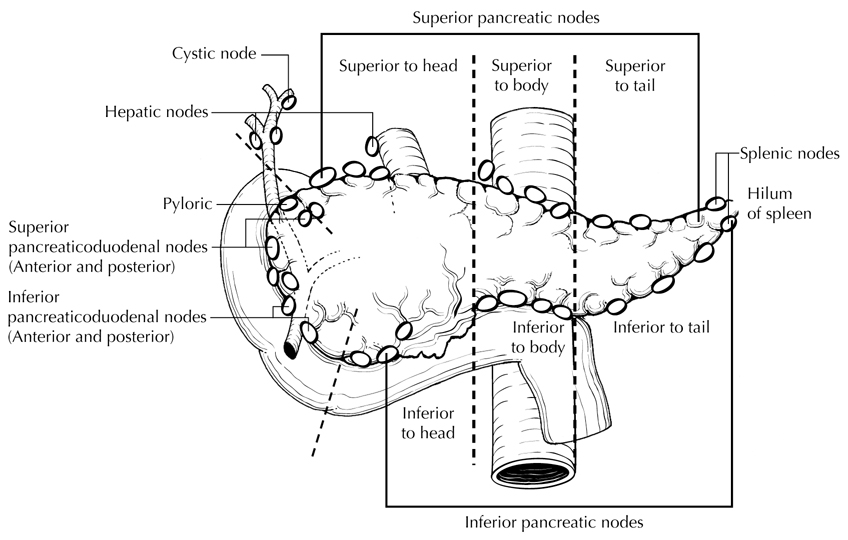 Superior pancreatic nodes
Cystic node
Superior to head
Superior
to body
Superior
to tail
Hepatic nodes
Splenic nodes
Hilum
of spleen
Pyloric
Superior
pancreaticoduodenal nodes
(Anterior and posterior)
Inferior
pancreaticoduodenal nodes
(Anterior and posterior)
Inferior
to body
Inferior to tail
Inferior
to head
Inferior pancreatic nodes